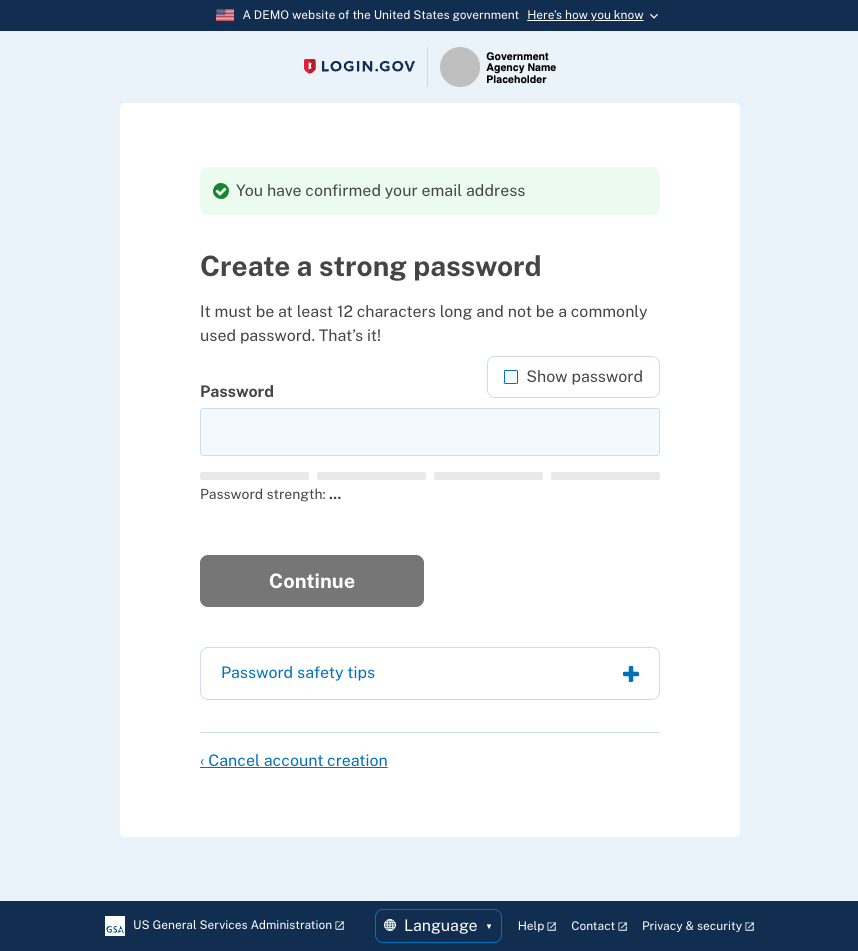 A DEMO website of the United States government Here's how you know
LOGIN.GOV
Government
Agency Name
Placeholder
You have confirmed your email address
Create a strong password
It must be at least 12 characters long and not be a commonly
used password. That’s it!
Show password
Password
Password strength: ...
Continue
Password safety tips
‹ Cancel account creation
GSA
US General Services Administration
Language
Help
Contact
Privacy & security